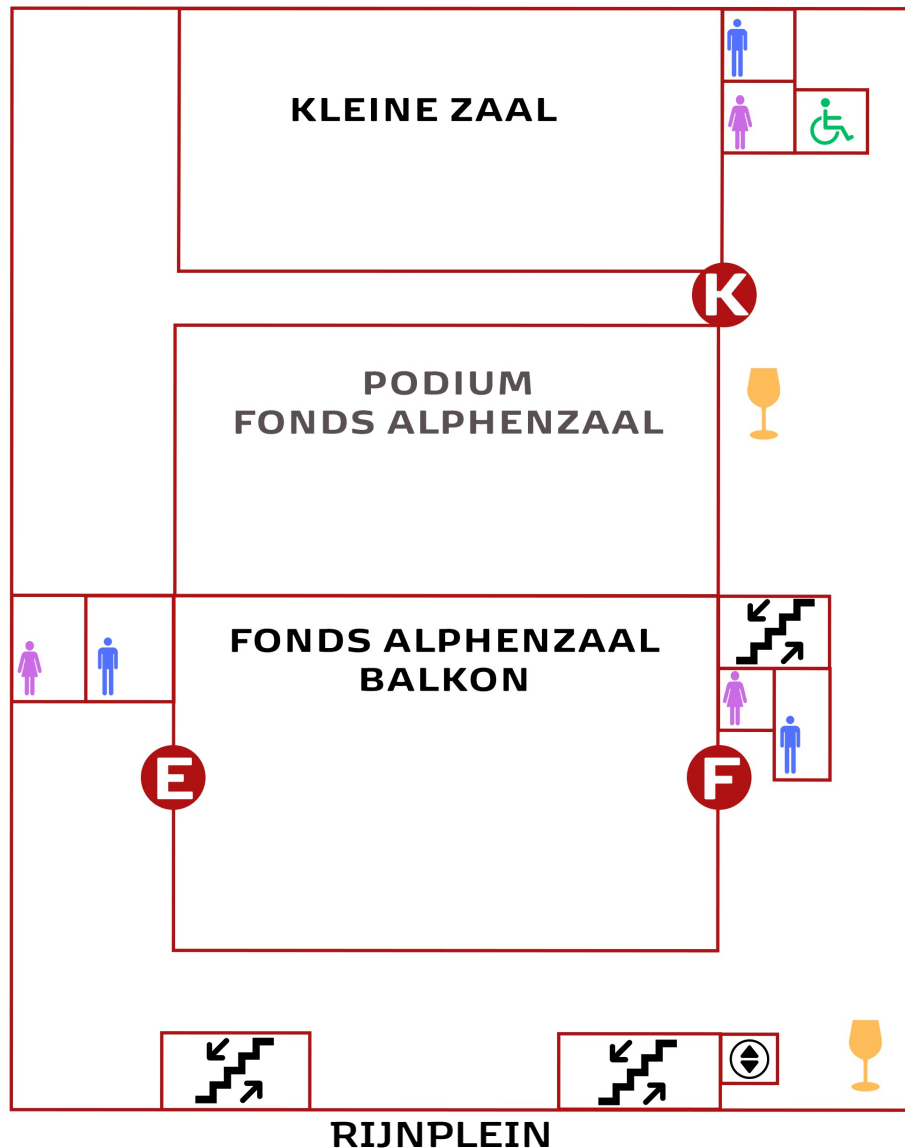 KLEINE ZAAL
K
PODIUM
FONDS ALPHENZAAL
FONDS ALPHENZAAL
BALKON
E
F
RIJNPLEIN